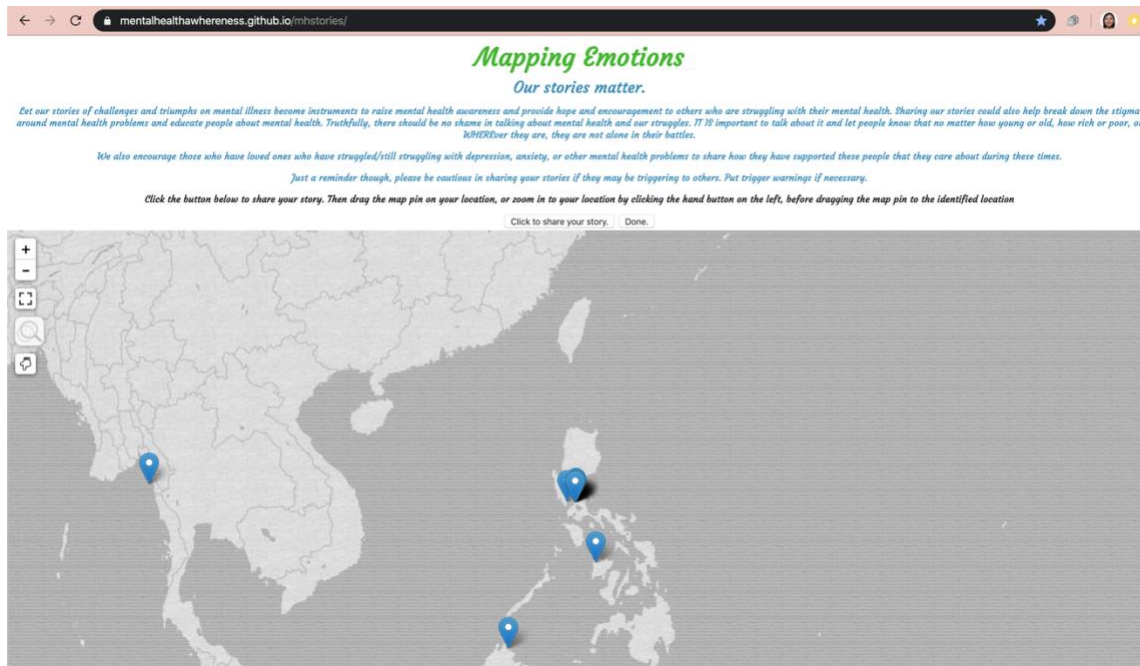 mentalhealthawhereness.github.io/mhstories/
Mapping Emotions
Our stories matter.
Let our stories of challenges and triumphs on mental illness become instruments to raise mental health awareness and provide hope and encouragement to others who are struggling with their mental health. Sharing our stories could also help break down the stigma
around mental health problems and educate people about mental health. Truthfully, there should be no shame in talking about mental health and our struggles. IT IS important to talk about it and let people know that no matter how young or old, how rich or poor, or
WHEREver they are, they are not alone in their battles.
We also encourage those who have loved ones who have struggled/still struggling with depression, anxiety, or other mental health problems to share how they have supported these people that they care about during these times.
Just a reminder though, please be cautious in sharing your stories if they may be triggering to others. Put trigger warnings if necessary.
Click the button below to share your story. Then drag the map pin on your location, or zoom in to your location by clicking the hand button on the left, before dragging the map pin to the identified location
Click to share your story. Done.
+
−